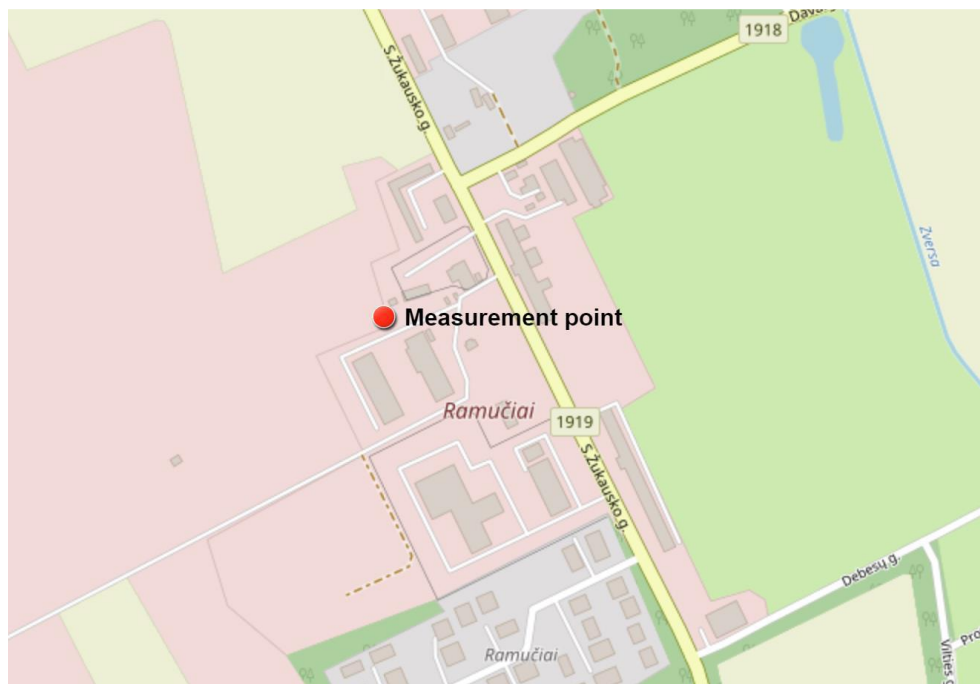 1918
S.Žukausko g.
Zversa
Measurement point
Ramučiai
1919
S.Žukausko g.
Debesų g.
Ramučiai
Vilties g.